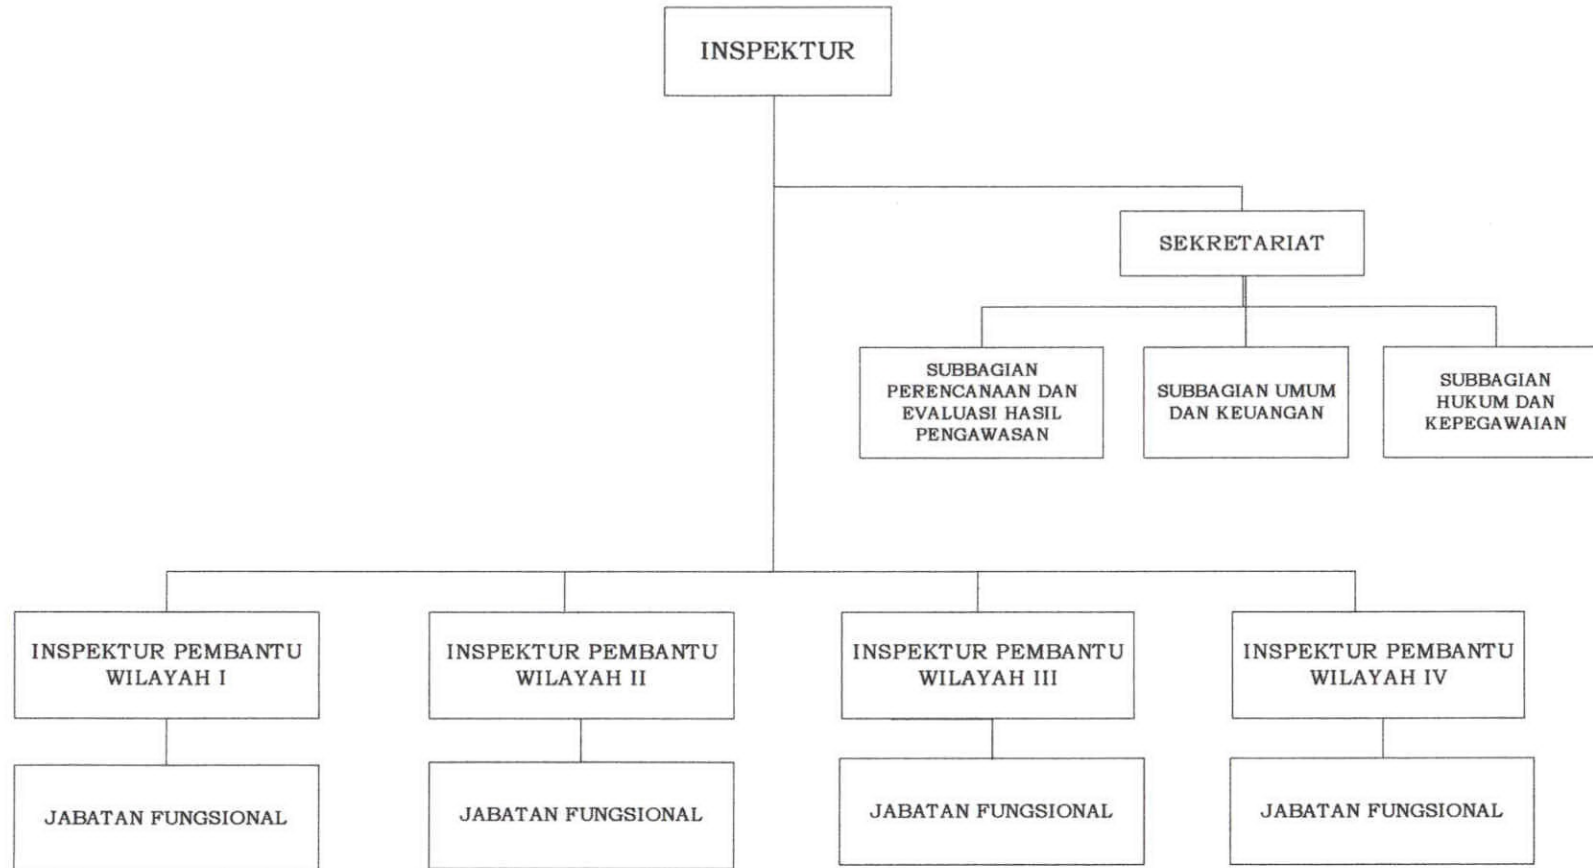 INSPEKTUR
SEKRETARIAT
SUBBAGIAN
PERENCANAAN DAN
EVALUASI HASIL
PENGAWASAN
SUBBAGIAN UMUM
DAN KEUANGAN
SUBBAGIAN
HUKUM DAN
KEPEGAWAIAN
INSPEKTUR PEMBANTU
WILAYAH I
INSPEKTUR PEMBANTU
WILAYAH II
INSPEKTUR PEMBANTU
WILAYAH III
INSPEKTUR PEMBANTU
WILAYAH IV
JABATAN FUNGSIONAL
JABATAN FUNGSIONAL
JABATAN FUNGSIONAL
JABATAN FUNGSIONAL